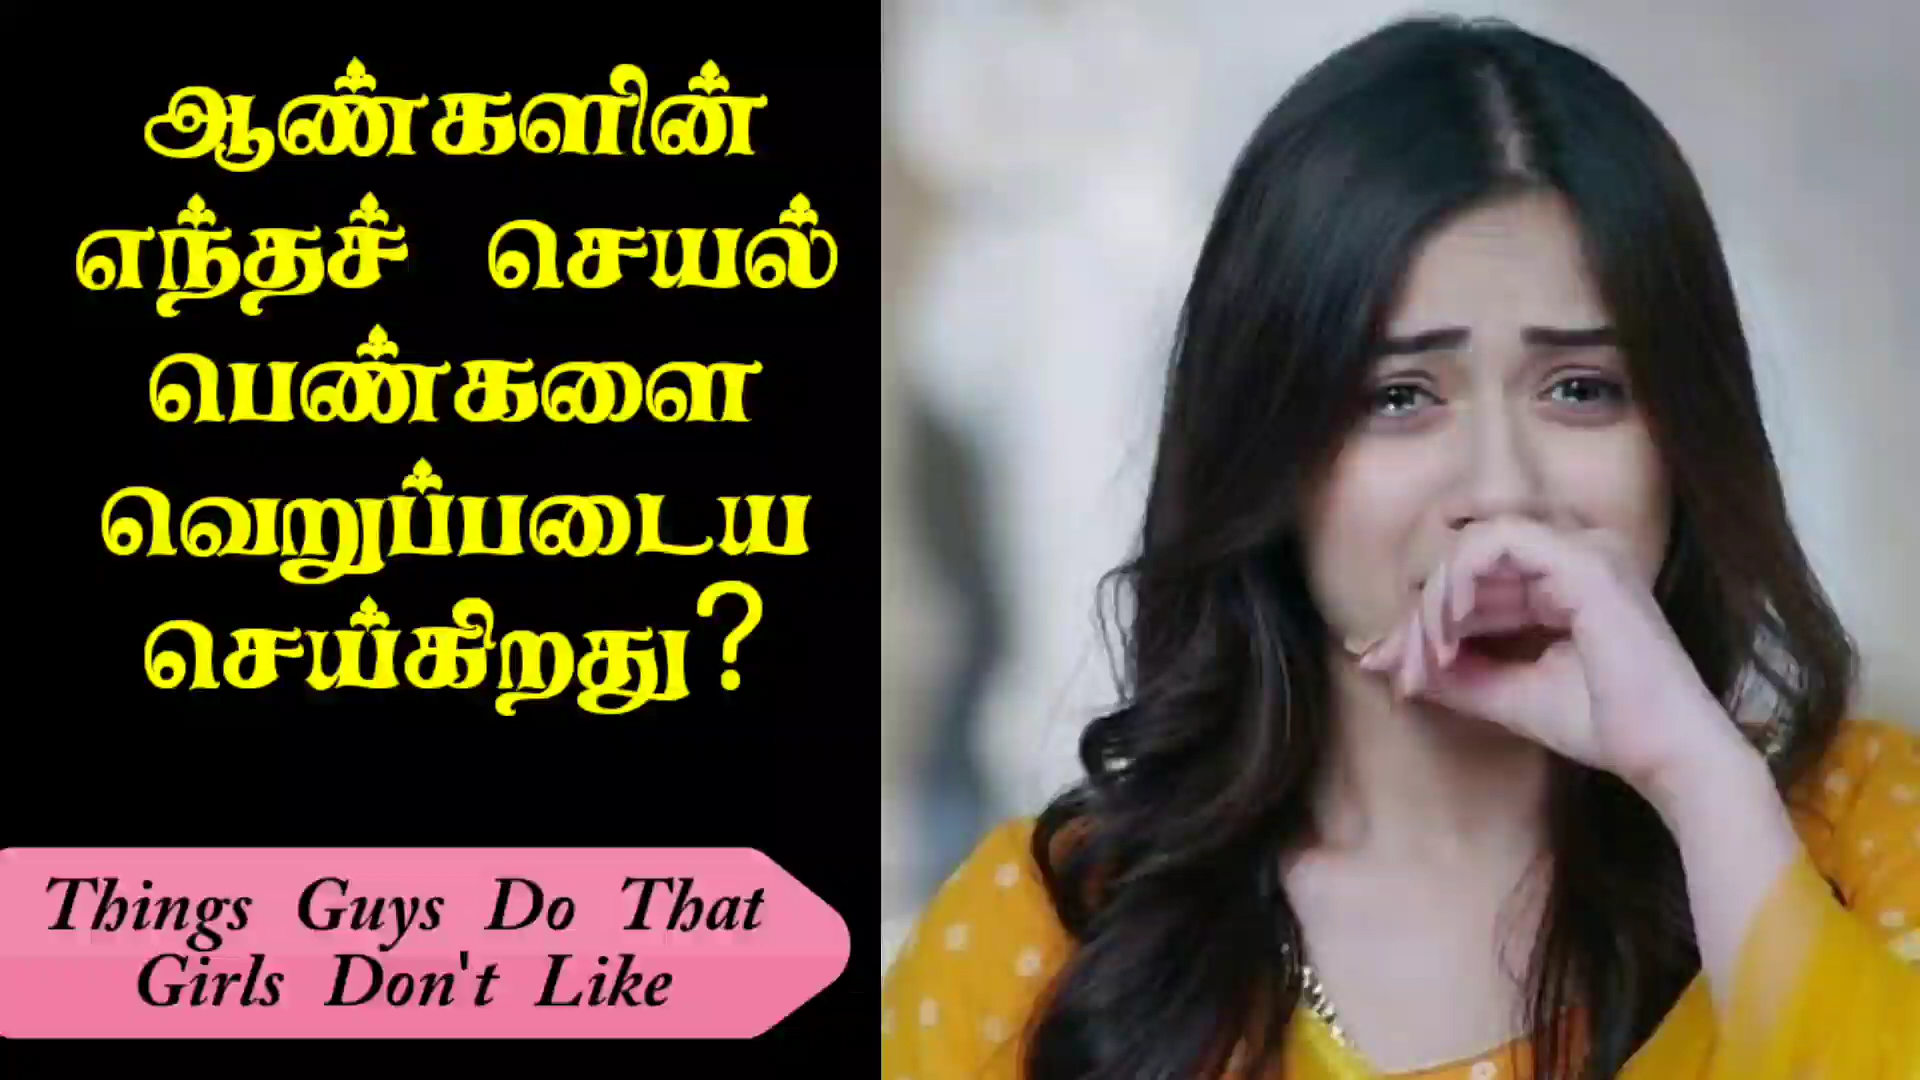 ஆண்களின்
எந்தச் செயல்
பெண்களை
வெறுப்படைய
செய்கிறது?
Things Guys Do That
Girls Don't Like